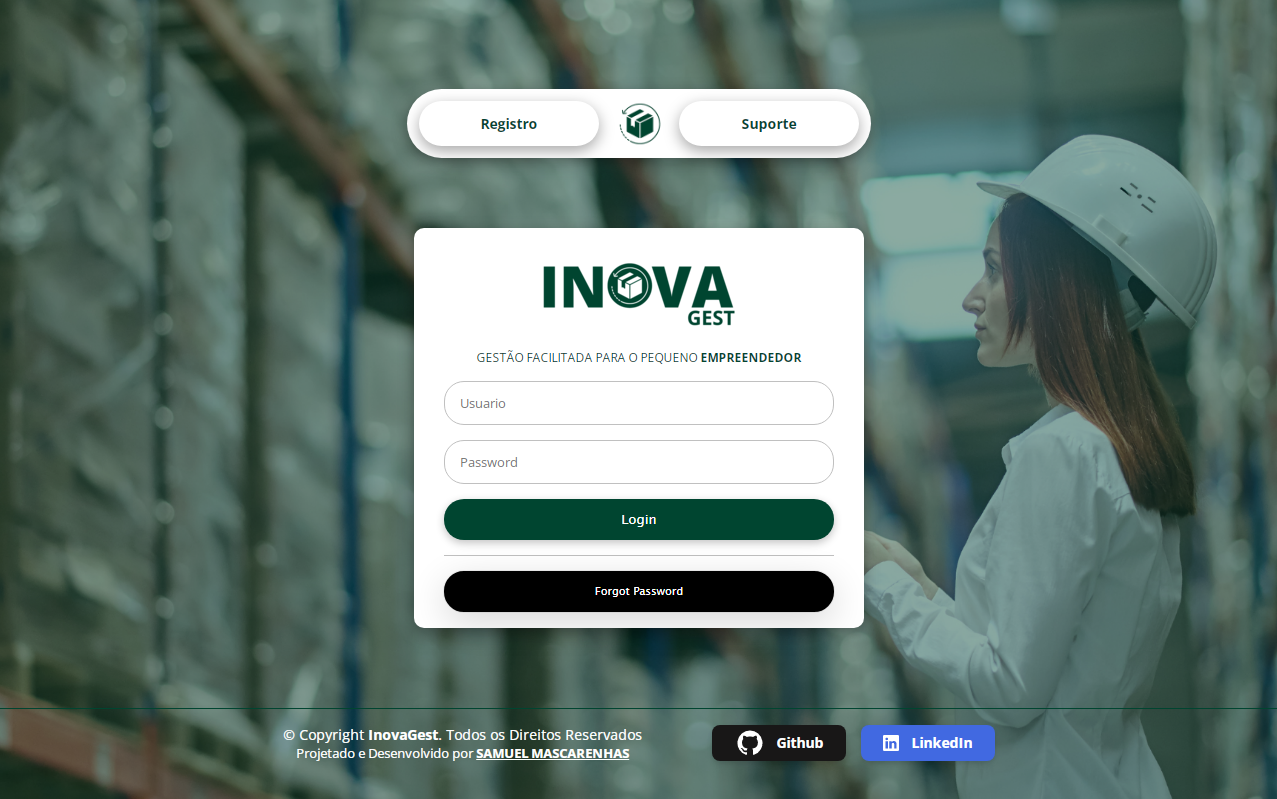 Registro
Suporte
INOVA
GEST
GESTÃO FACILITADA PARA O PEQUENO EMPREENDEDOR
Usuario
Password
Login
Forgot Password
© Copyright InovaGest. Todos os Direitos Reservados
Projetado e Desenvolvido por SAMUEL MASCARENHAS
Github
LinkedIn